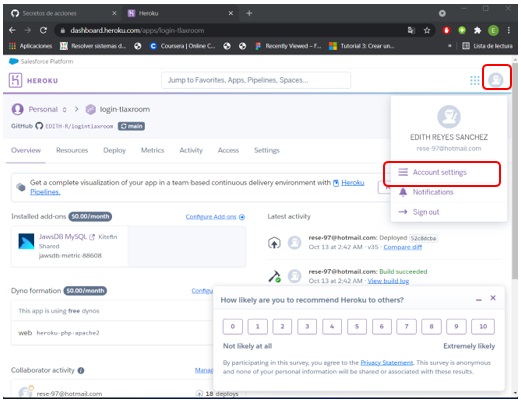 Secretos de acciones
Heroku
dashboard.heroku.com/apps/login-tlaxroom
Aplicaciones
Resolver sistemas d...
Coursera | Online C...
Recently Viewed – F...
Tutorial 3: Crear un...
»
Lista de lectura
Salesforce Platform
HEROKU
Jump to Favorites, Apps, Pipelines, Spaces...
Personal
login-tlaxroom
GitHub EDITH-R/logintlaxroom main
EDITH REYES SANCHEZ
rese-97@hotmail.com
Account settings
Notifications
Sign out
Overview
Resources
Deploy
Metrics
Activity
Access
Settings
Get a complete visualization of your app in a team-based continuous delivery environment with Heroku
Pipelines.
Installed add-ons $0.00/month
Configure Add-ons
JawsDB MySQL Kitefin
Shared
jawsdb-metric-88608
Latest activity
rese-97@hotmail.com: Deployed 52c8dcba
Oct 13 at 2:42 AM · v35 · Compare diff
rese-97@hotmail.com: Build succeeded
Oct 13 at 2:42 AM · View build log
Dyno formation $0.00/month
Configu
This app is using free dynos
web heroku-php-apache2
Collaborator activity
Manag
rese-97@hotmail.com
18 deploys
How likely are you to recommend Heroku to others?
0 1 2 3 4 5 6 7 8 9 10
Not likely at all
Extremely likely
By participating in this survey, you agree to the Privacy Statement. This survey is anonymous
and none of your personal information will be shared or associated with these results.